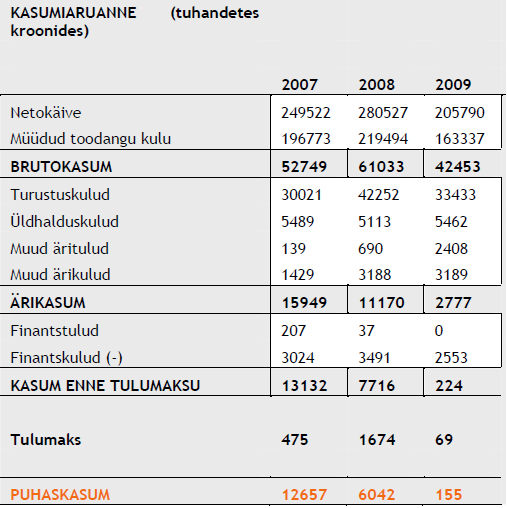 KASUMIARUANNE (tuhandetes
kroonides)
2007 2008 2009
Netokäive 249522 280527 205790
Müüdud toodangu kulu 196773 219494 163337
BRUTOKASUM 52749 61033 42453
Turustuskulud 30021 42252 33433
Üldhalduskulud 5489 5113 5462
Muud äritulud 139 690 2408
Muud ärikulud 1429 3188 3189
ÄRIKASUM 15949 11170 2777
Finantstulud 207 37 0
Finantskulud (-) 3024 3491 2553
KASUM ENNE TULUMAKSU 13132 7716 224
Tulumaks 475 1674 69
PUHASKASUM 12657 6042 155